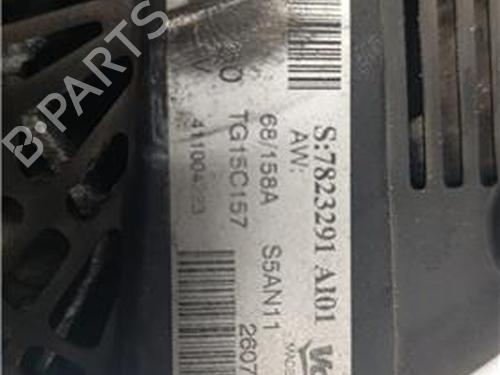 S:7823291 AI01
AW:
68/158A S5AN11
TG15C157 2607
B-PARTS